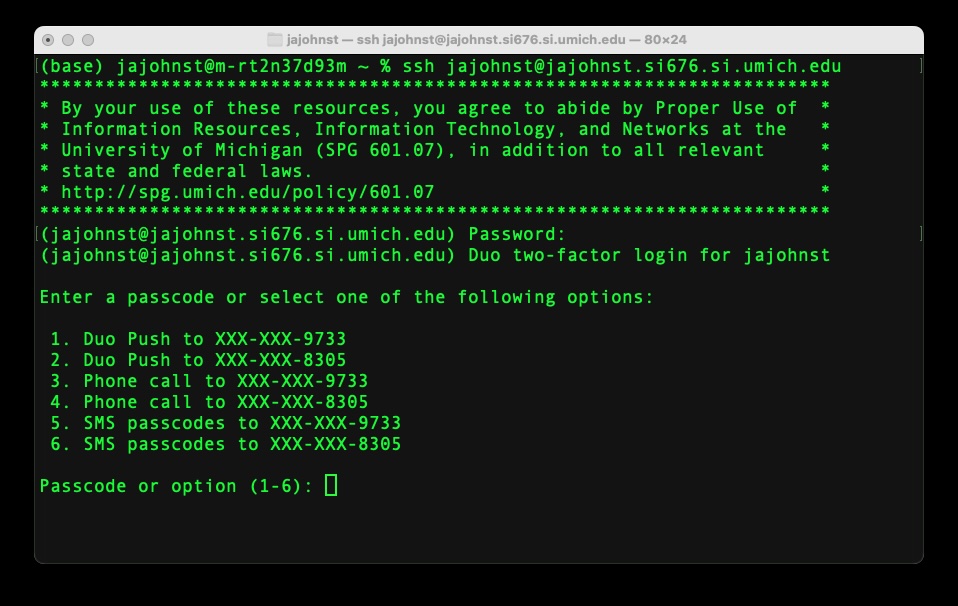 jajohnst — ssh jajohnst@jajohnst.si676.si.umich.edu — 80×24
(base) jajohnst@m-rt2n37d93m ~ % ssh jajohnst@jajohnst.si676.si.umich.edu
************************************************************************
* By your use of these resources, you agree to abide by Proper Use of  *
* Information Resources, Information Technology, and Networks at the   *
* University of Michigan (SPG 601.07), in addition to all relevant     *
* state and federal laws.                                              *
* http://spg.umich.edu/policy/601.07                                   *
************************************************************************
(jajohnst@jajohnst.si676.si.umich.edu) Password:
(jajohnst@jajohnst.si676.si.umich.edu) Duo two-factor login for jajohnst
Enter a passcode or select one of the following options:
1. Duo Push to XXX-XXX-9733
2. Duo Push to XXX-XXX-8305
3. Phone call to XXX-XXX-9733
4. Phone call to XXX-XXX-8305
5. SMS passcodes to XXX-XXX-9733
6. SMS passcodes to XXX-XXX-8305
Passcode or option (1-6):